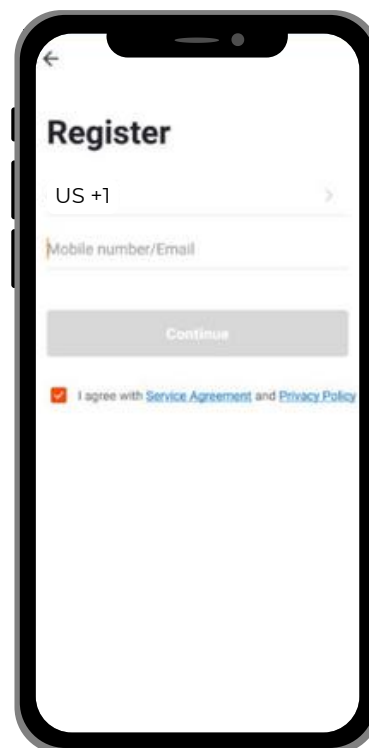 Register
US +1
Mobile number/Email
Continue
I agree with Service Agreement and Privacy Policy